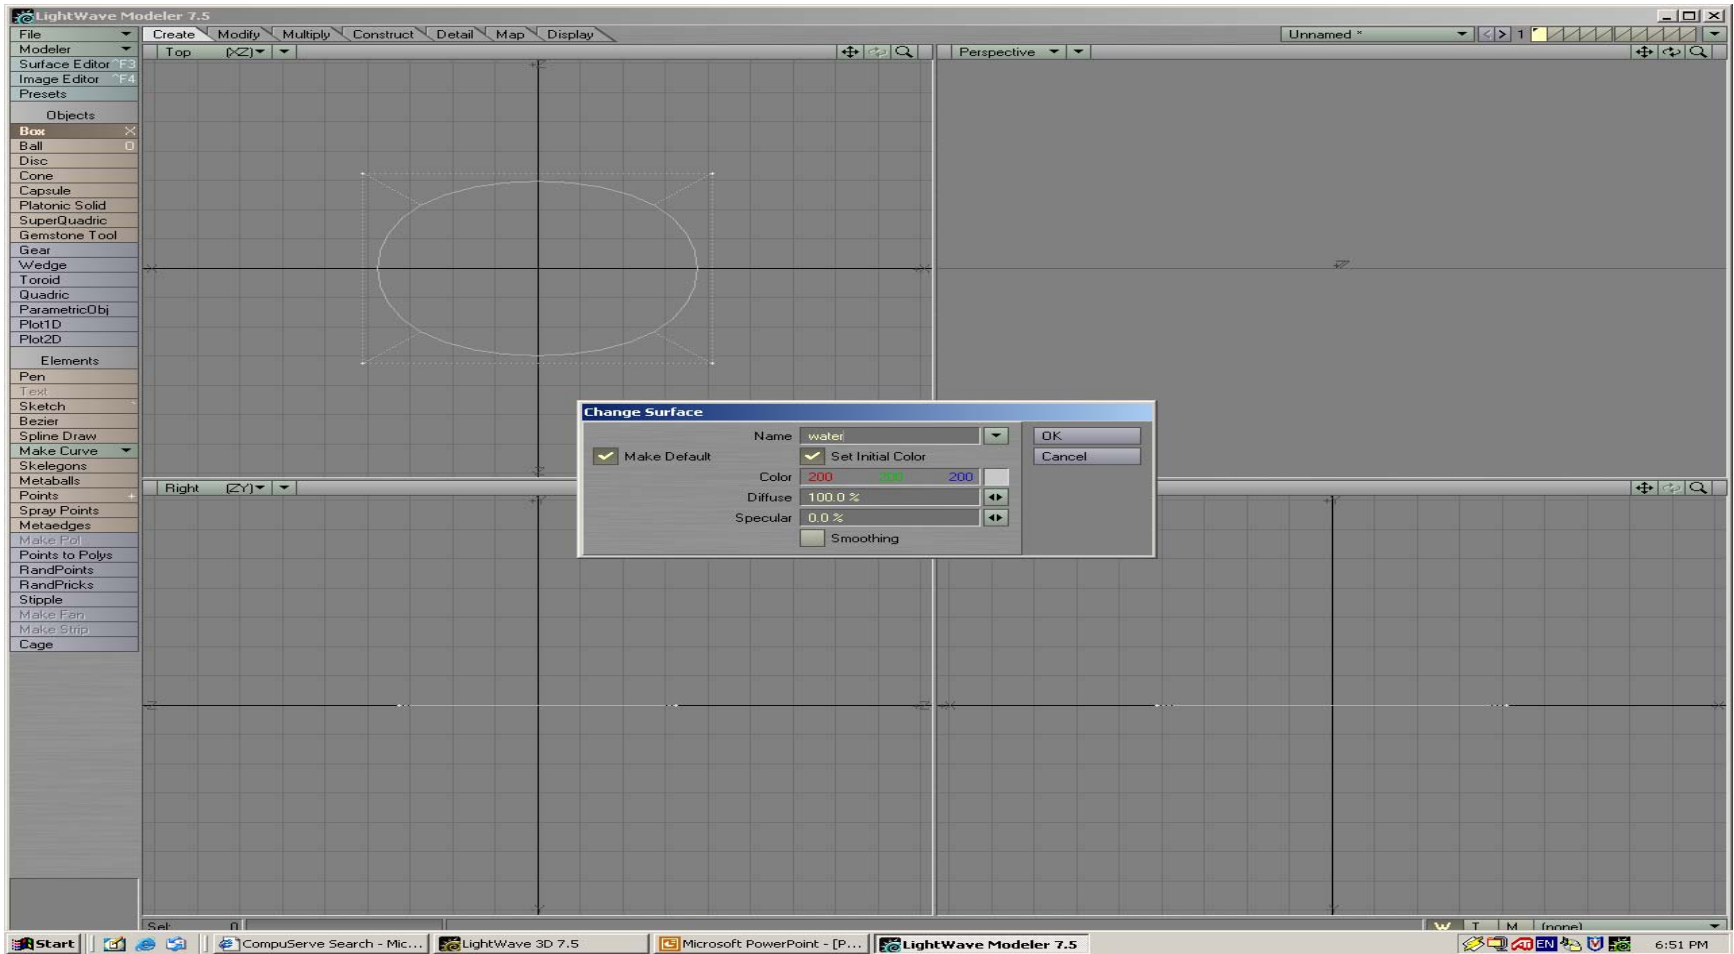 LightWave Modeler 7.5
File
Create Modify Multiply Construct Detail Map Display
Unnamed *
1
Modeler
Surface Editor ^F3
Image Editor ^F4
Presets
Top (XZ)
Perspective
Objects
Box X
Ball O
Disc
Cone
Capsule
Platonic Solid
SuperQuadric
Gemstone Tool
Gear
Wedge
Toroid
Quadric
ParametricObj
Plot1D
Plot2D
Elements
Pen
Text
Sketch `
Bezier
Spline Draw
Make Curve
Skelegons
Metaballs
Points +
Spray Points
Metaedges
Make Pol
Points to Polys
RandPoints
RandPricks
Stipple
Make Fan
Make Strip
Cage
Change Surface
Name water
OK
Make Default
Set Initial Color
Cancel
Color 200 200 200
Diffuse 100.0 %
Specular 0.0 %
Smoothing
Right (ZY)
Sel: 0
W T M (none)
Start
CompuServe Search - Mic...
LightWave 3D 7.5
Microsoft PowerPoint - [P...
LightWave Modeler 7.5
EN
6:51 PM